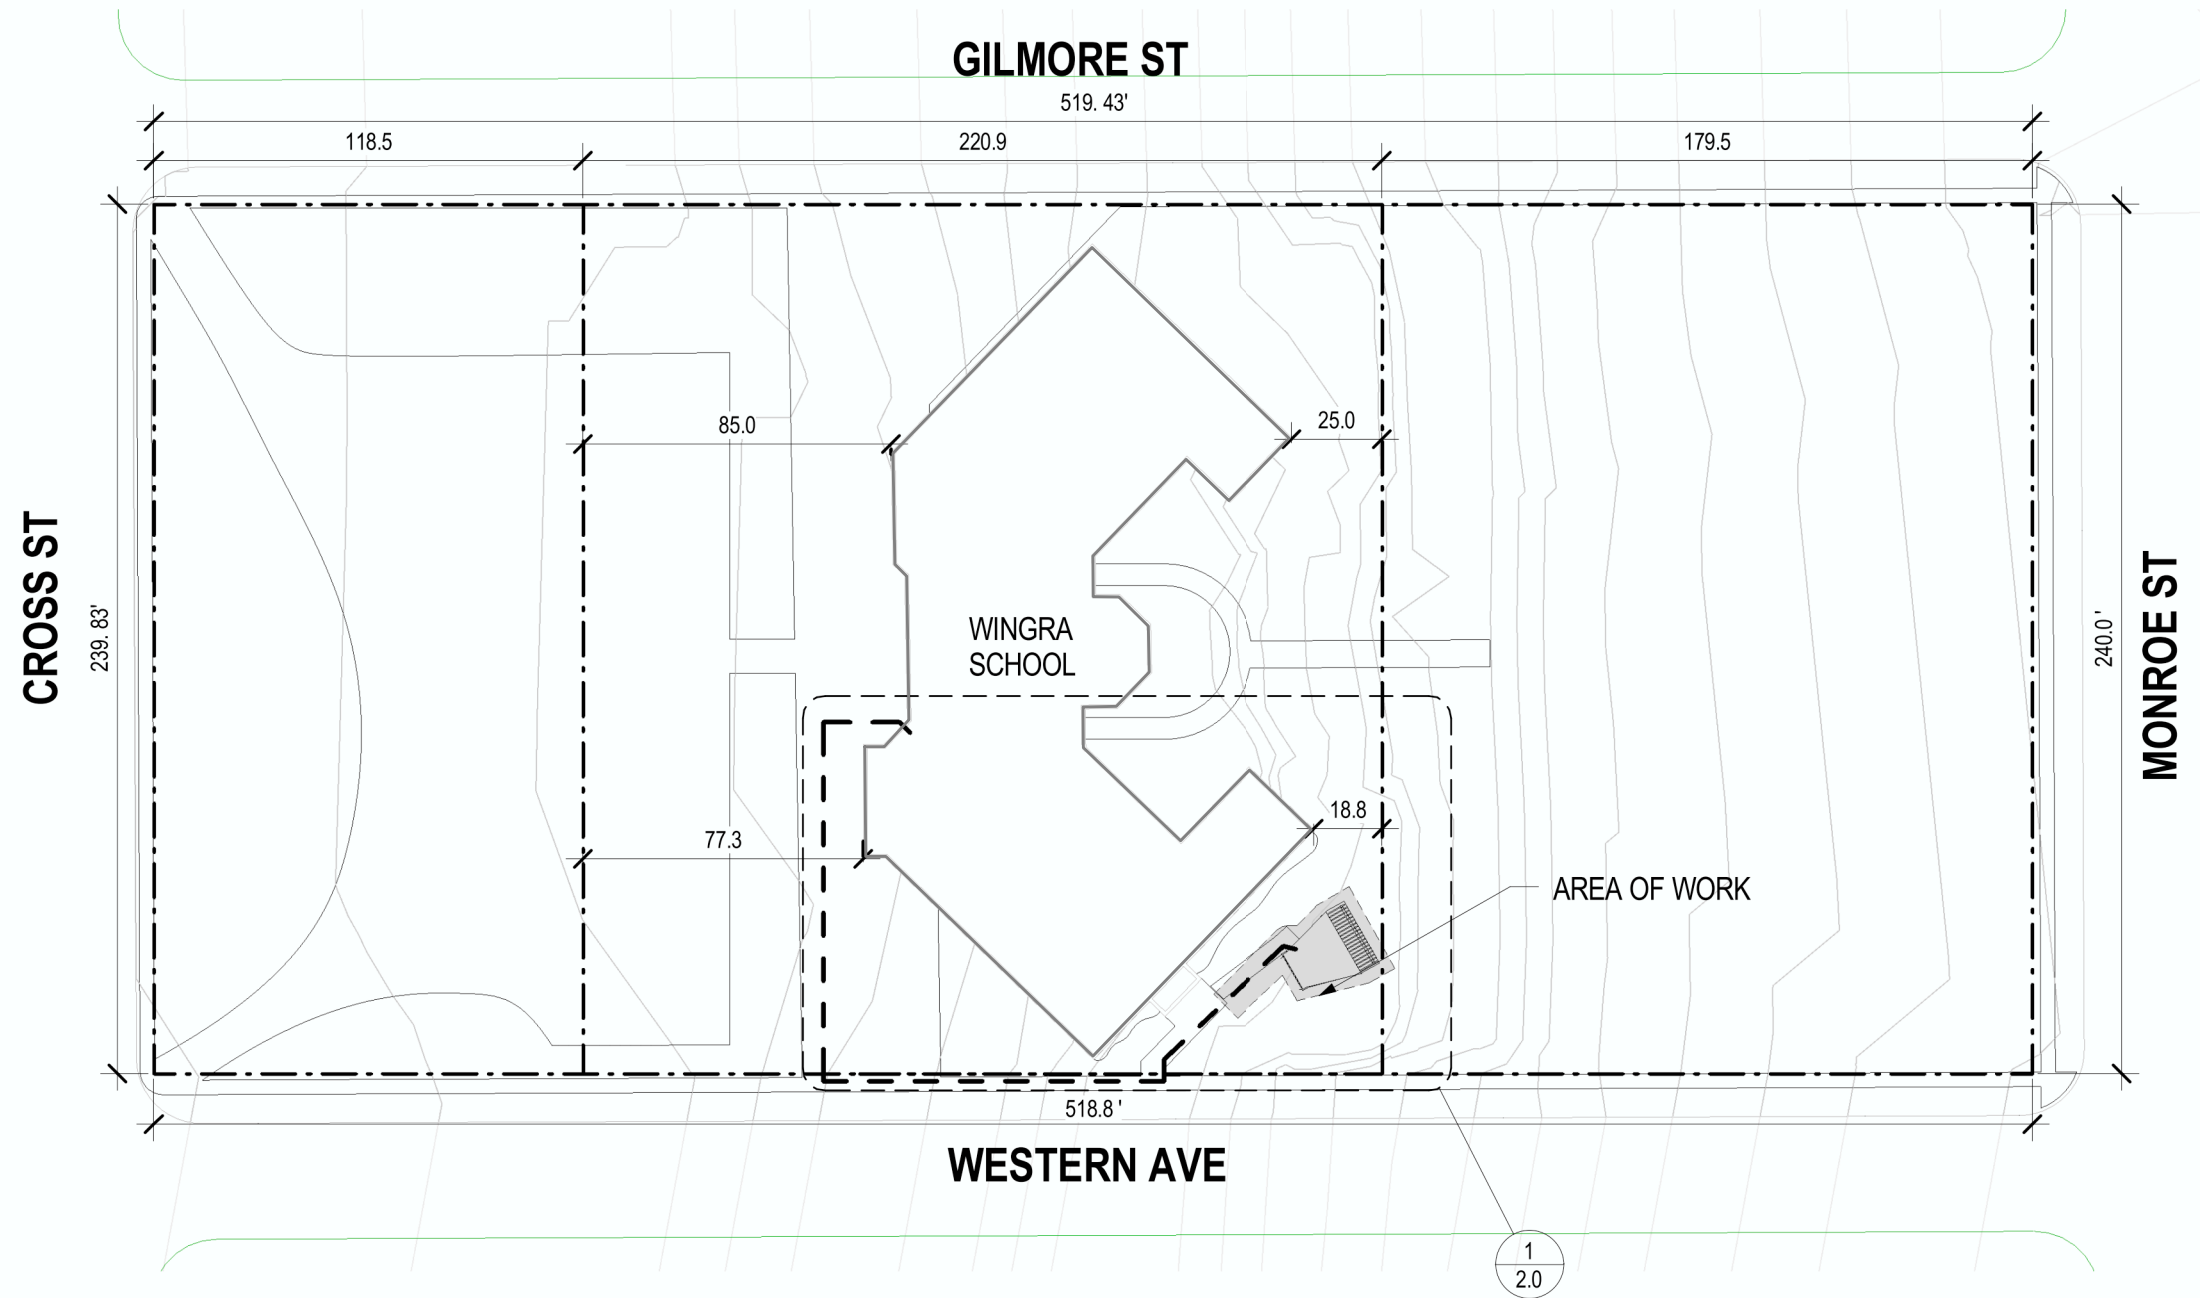 GILMORE ST
519. 43'
118.5
220.9
179.5
85.0
25.0
CROSS ST
239. 83'
WINGRA
SCHOOL
240.0 '
MONROE ST
77.3
18.8
AREA OF WORK
518.8 '
WESTERN AVE
1
2.0